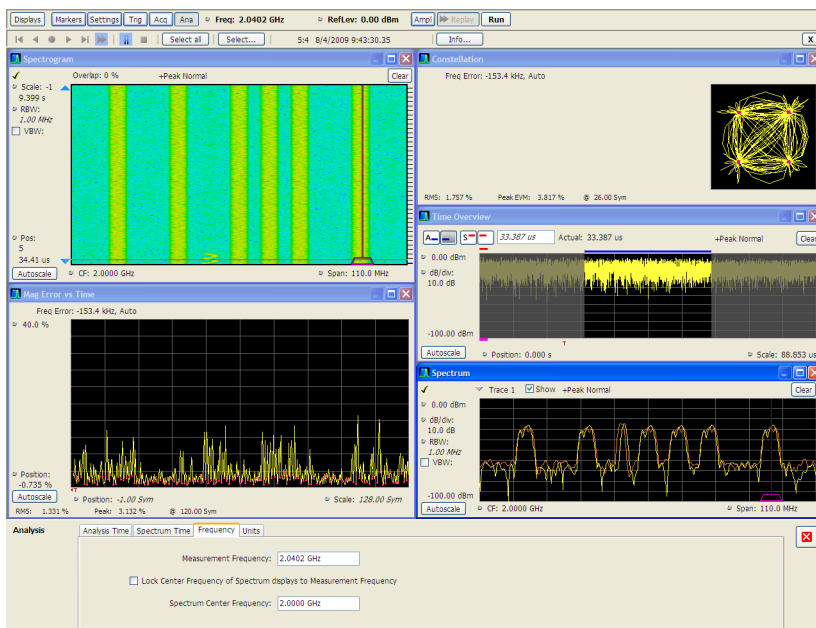 Displays Markers Settings Trig Acq Ana Freq: 2.0402 GHz RefLev: 0.00 dBm Ampl Replay Run
Select all Select... 5:4 8/4/2009 9:43:30.35 Info... X
Spectrogram
Overlap: 0 % +Peak Normal Clear
Scale: -1
9.399 s
RBW:
1.00 MHz
VBW:
Pos:
5
34.41 us
Autoscale CF: 2.0000 GHz Span: 110.0 MHz
Constellation
Freq Error: -153.4 kHz, Auto
RMS: 1.757 % Peak EVM: 3.817 % @ 26.00 Sym
Time Overview
A S 33.387 us Actual: 33.387 us +Peak Normal Clear
0.00 dBm
dB/div:
10.0 dB
-100.00 dBm
T
Autoscale Position: 0.000 s Scale: 88.853 us
Mag Error vs Time
Freq Error: -153.4 kHz, Auto
40.0 %
Position:
-0.735 %
T
Autoscale Position: -1.00 Sym Scale: 128.00 Sym
RMS: 1.331 % Peak: 3.132 % @ 120.00 Sym
Spectrum
Trace 1 Show +Peak Normal Clear
0.00 dBm
dB/div:
10.0 dB
RBW:
1.00 MHz
VBW:
-100.00 dBm
Autoscale CF: 2.0000 GHz Span: 110.0 MHz
Analysis Analysis Time Spectrum Time Frequency Units
Measurement Frequency: 2.0402 GHz
Lock Center Frequency of Spectrum displays to Measurement Frequency
Spectrum Center Frequency: 2.0000 GHz